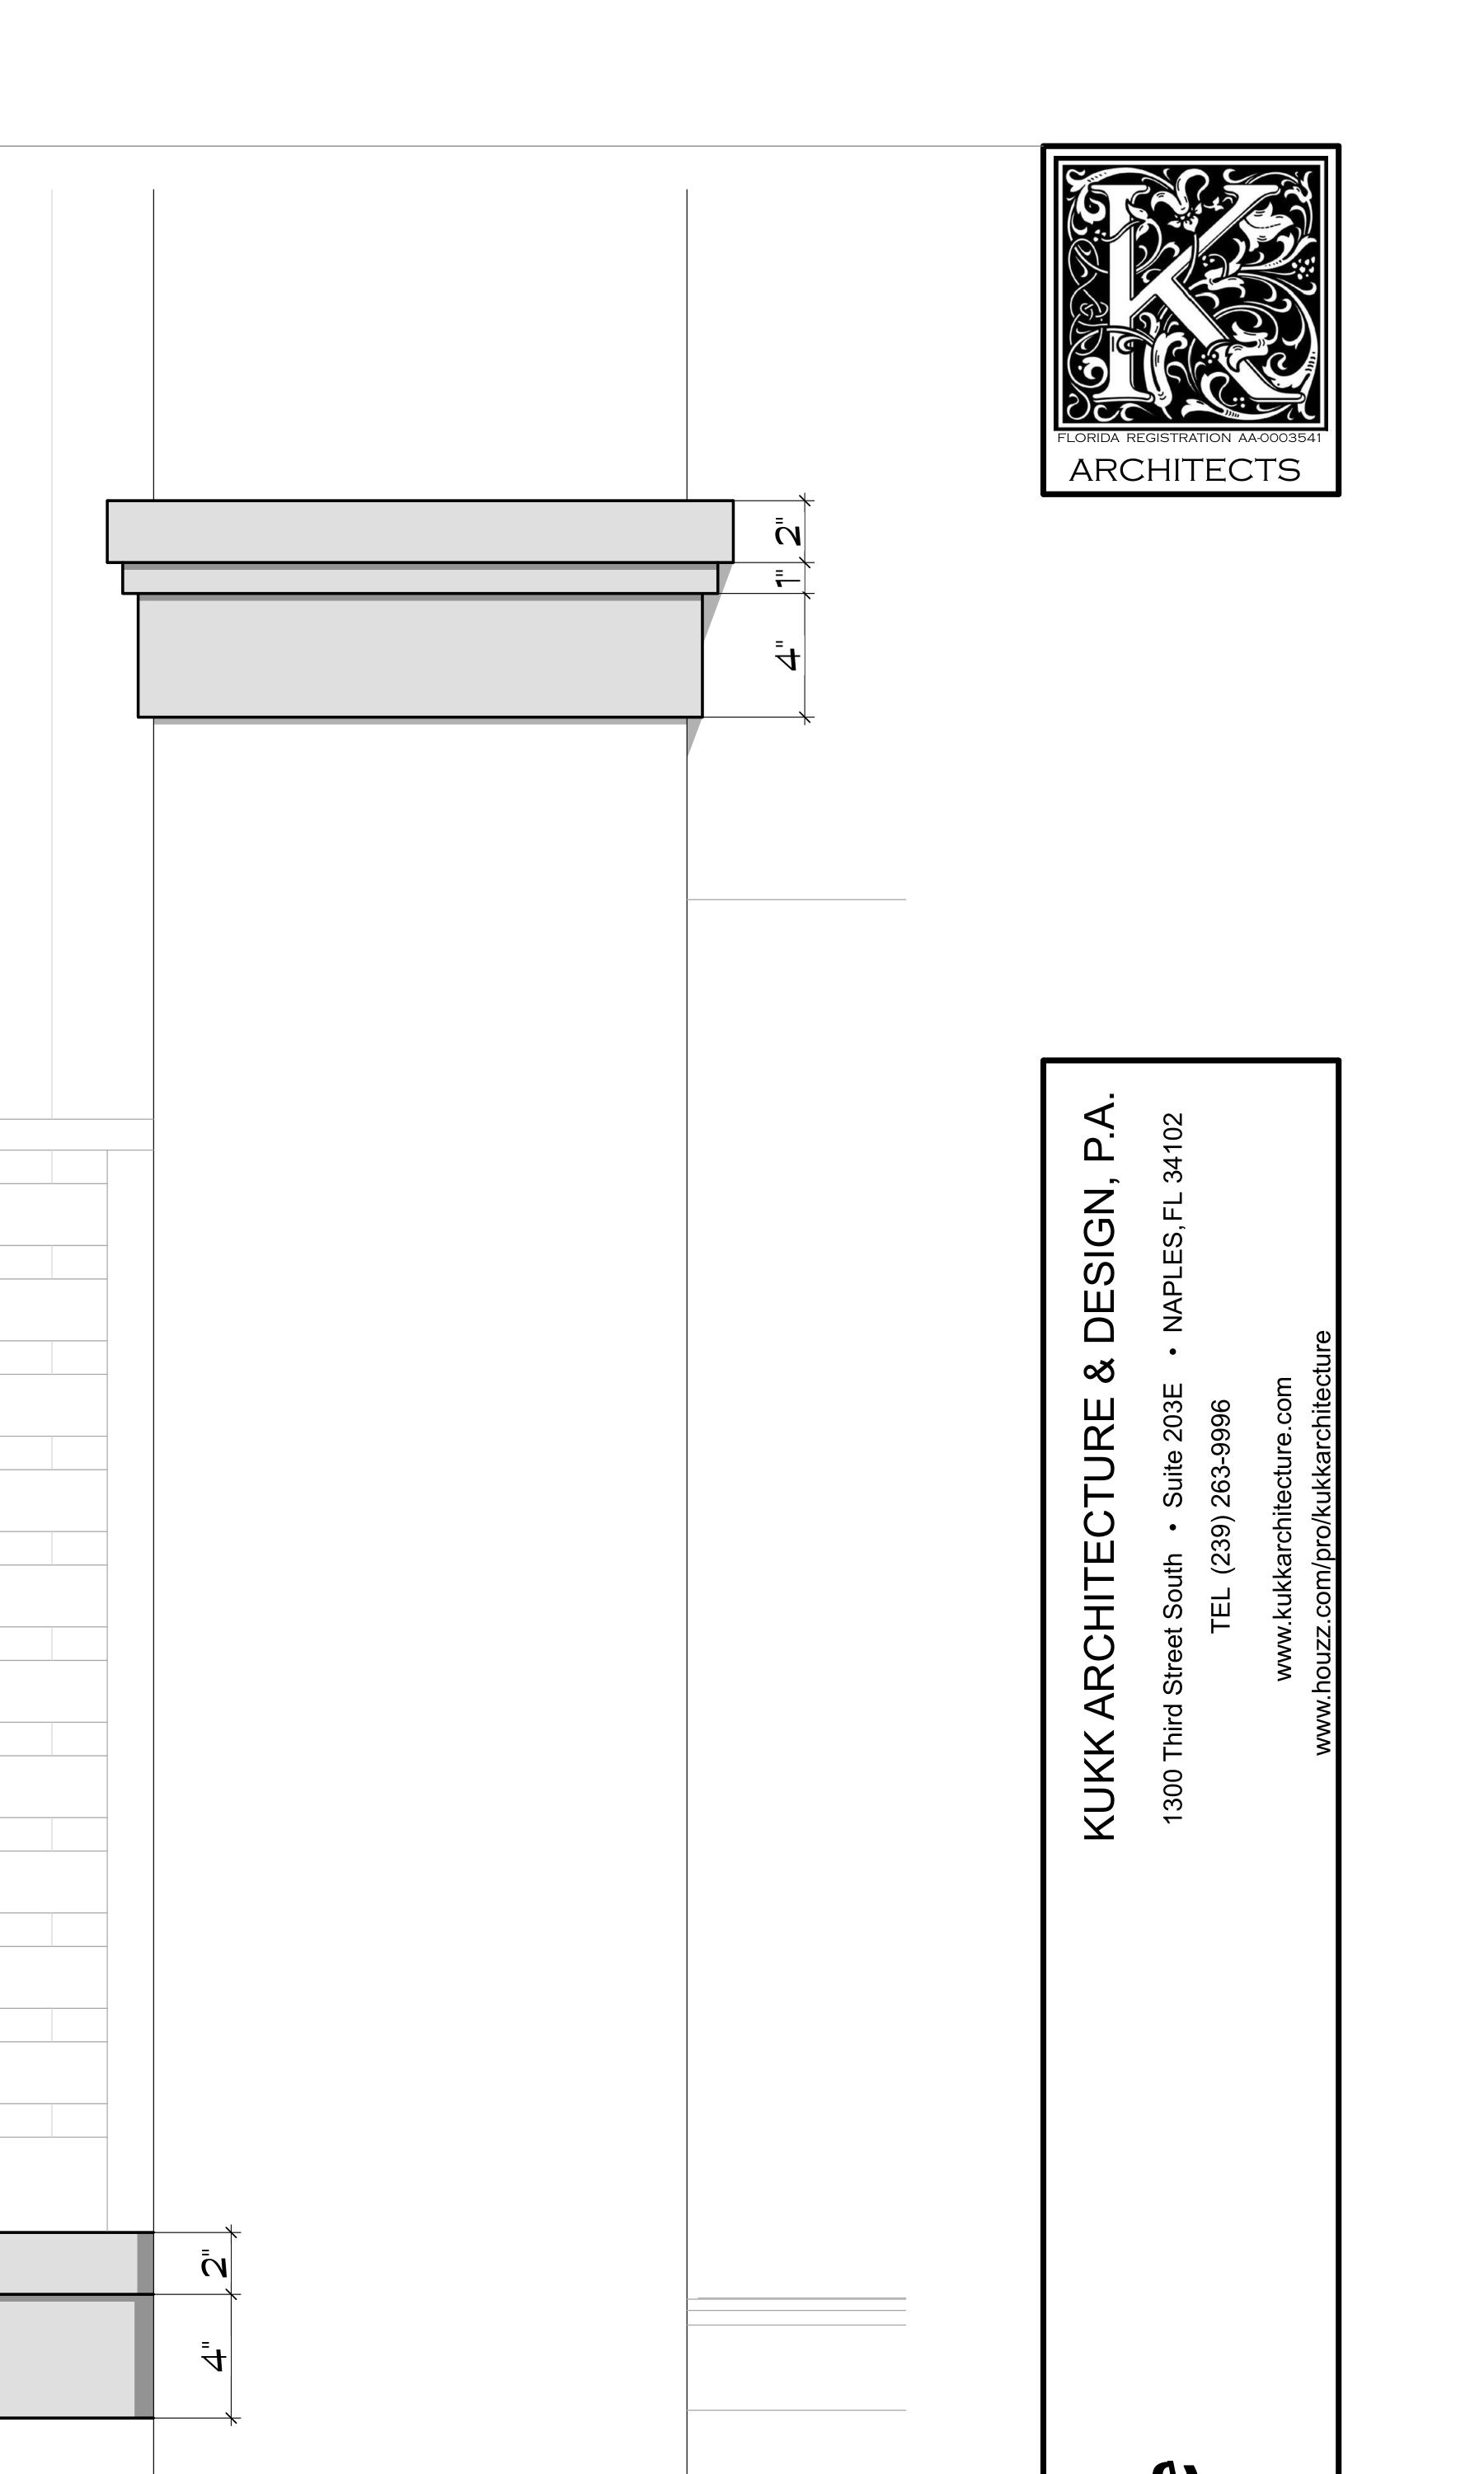 FLORIDA REGISTRATION AA-0003541
ARCHITECTS
2"
1"
4"
KUKK ARCHITECTURE & DESIGN, P.A.
1300 Third Street South • Suite 203E • NAPLES, FL 34102
TEL (239) 263-9996
www.kukkarchitecture.com
www.houzz.com/pro/kukkarchitecture
2"
4"